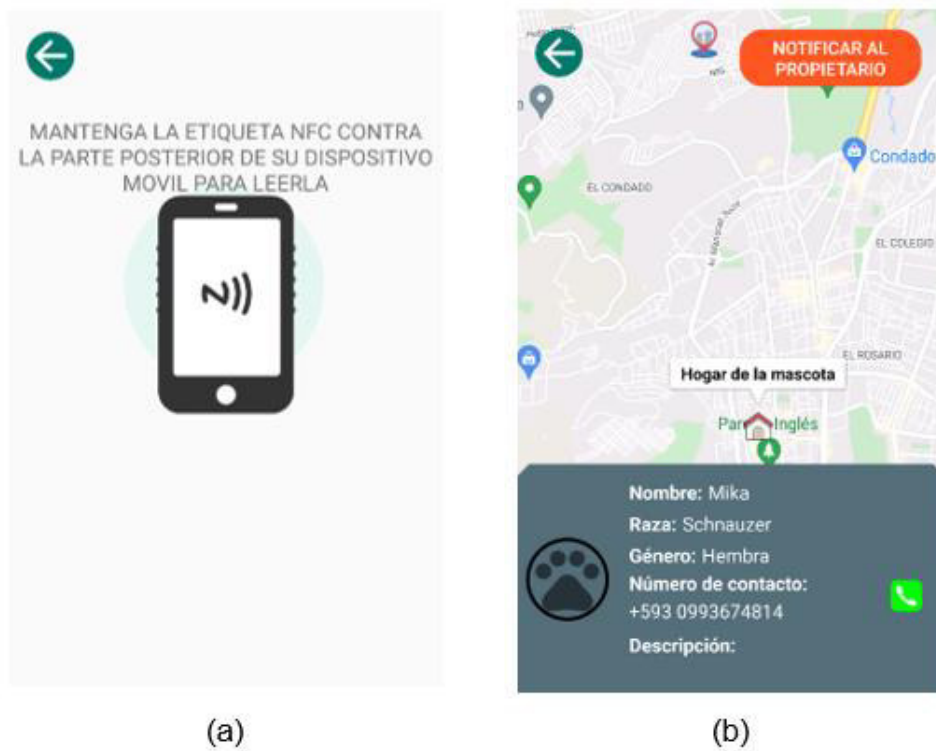 MANTENGA LA ETIQUETA NFC CONTRA
LA PARTE POSTERIOR DE SU DISPOSITIVO
MOVIL PARA LEERLA
(a)
NOTIFICAR AL
PROPIETARIO
Condado
EL CONDADO
EL COLEGIO
EL ROSARIO
Hogar de la mascota
Inglés
Nombre: Mika
Raza: Schnauzer
Género: Hembra
Número de contacto:
+593 0993674814
Descripción:
(b)